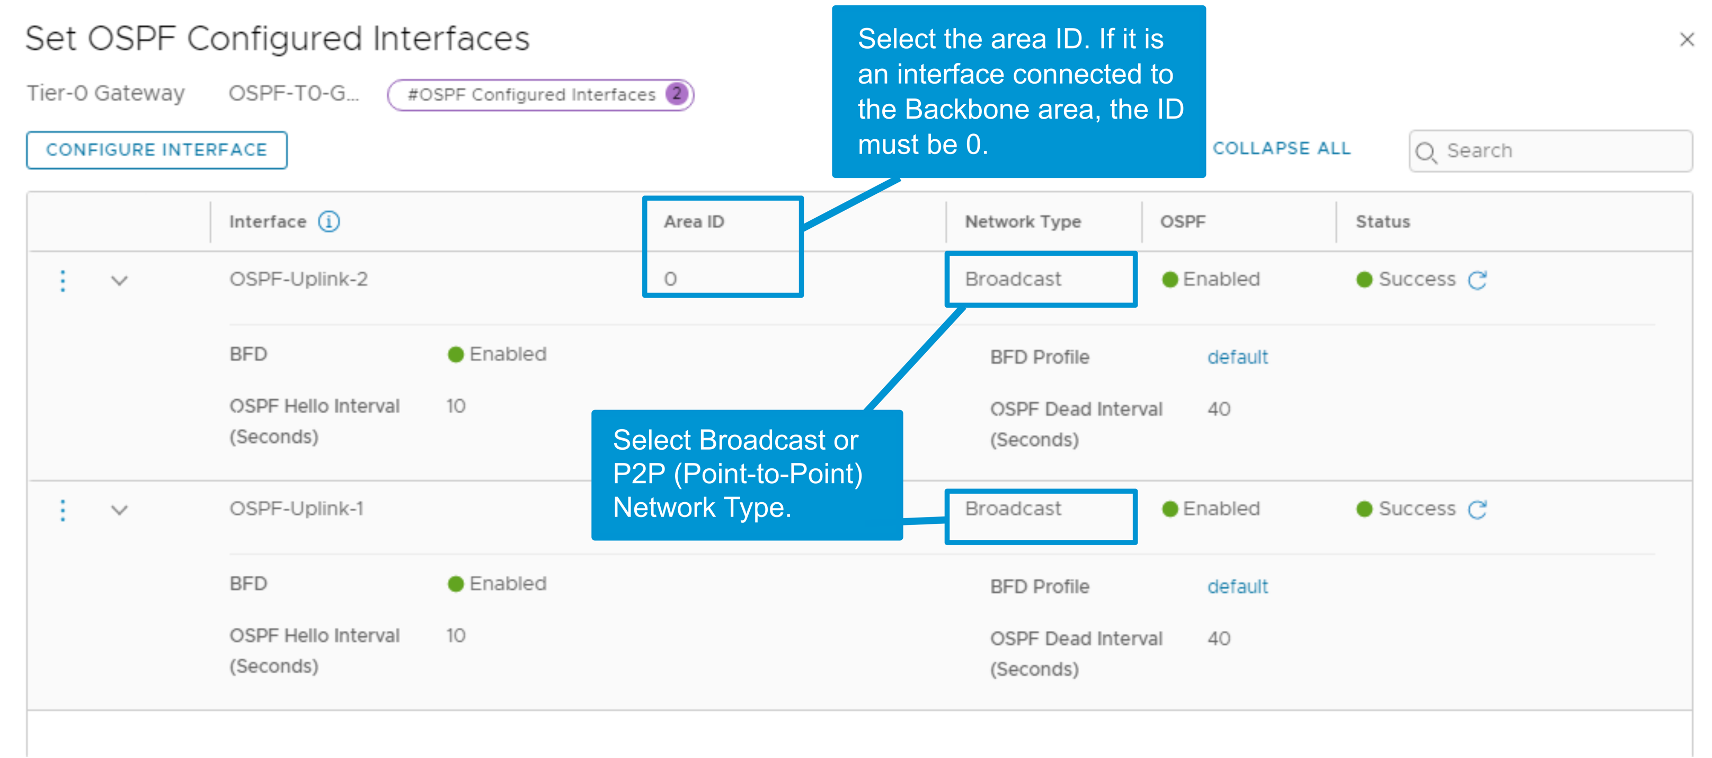 Set OSPF Configured Interfaces
Tier-0 Gateway OSPF-T0-G... #OSPF Configured Interfaces 2
Select the area ID. If it is
an interface connected to
the Backbone area, the ID
must be 0.
CONFIGURE INTERFACE
COLLAPSE ALL
Search
Interface Area ID Network Type OSPF Status
OSPF-Uplink-2 0 Broadcast Enabled Success
BFD Enabled BFD Profile default
OSPF Hello Interval 10 OSPF Dead Interval 40
(Seconds) (Seconds)
Select Broadcast or
P2P (Point-to-Point)
Network Type.
OSPF-Uplink-1 Broadcast Enabled Success
BFD Enabled BFD Profile default
OSPF Hello Interval 10 OSPF Dead Interval 40
(Seconds) (Seconds)